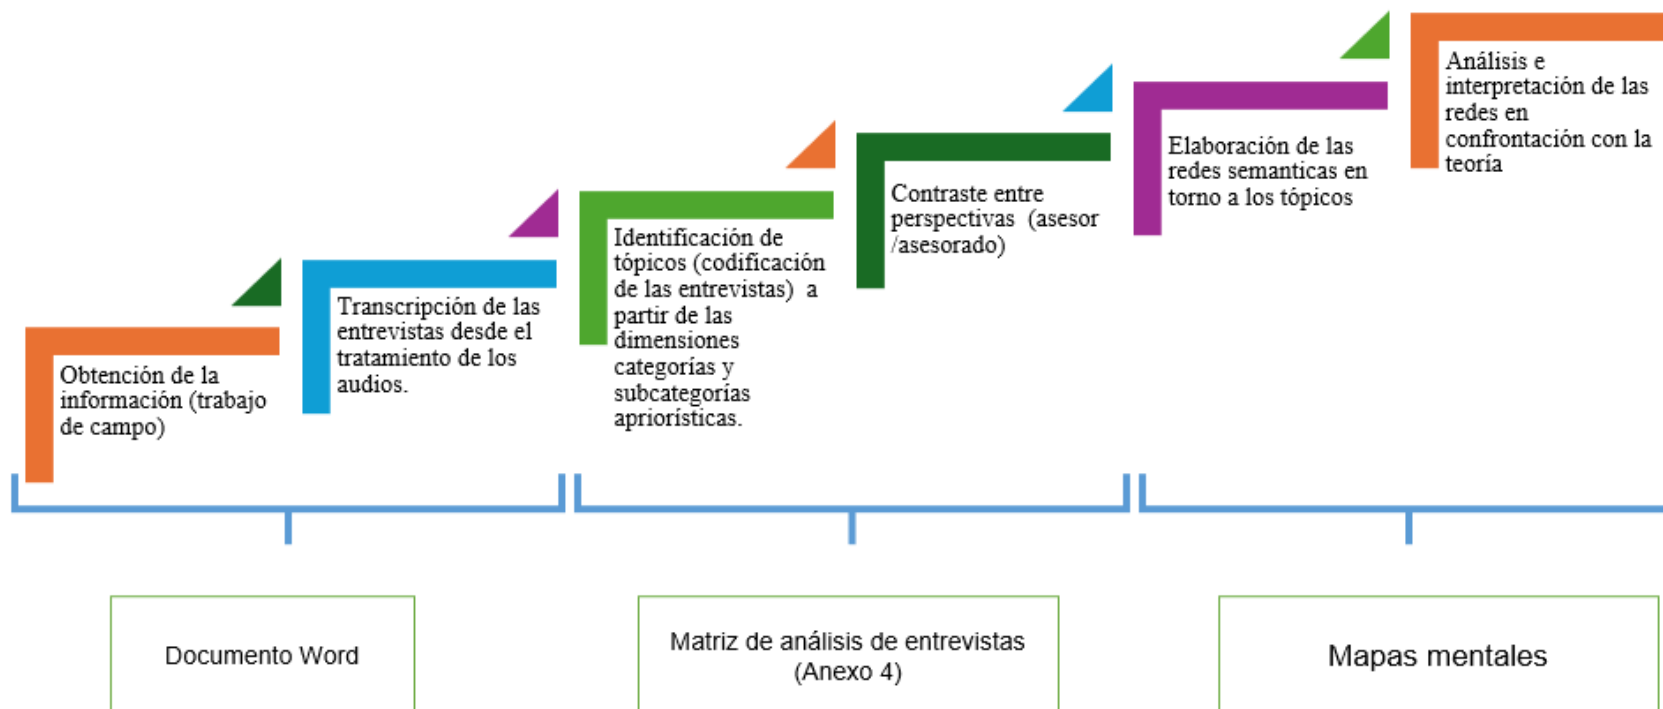 Obtención de la
información (trabajo
de campo)
Transcripción de las
entrevistas desde el
tratamiento de los
audios.
Identificación de
tópicos (codificación
de las entrevistas)  a
partir de las
dimensiones
categorías y
subcategorías
apriorísticas.
Contraste entre
perspectivas  (asesor
/asesorado)
Elaboración de las
redes semanticas en
torno a los tópicos
Análisis e
interpretación de las
redes en
confrontación con la
teoría
Documento Word
Matriz de análisis de entrevistas
(Anexo 4)
Mapas mentales